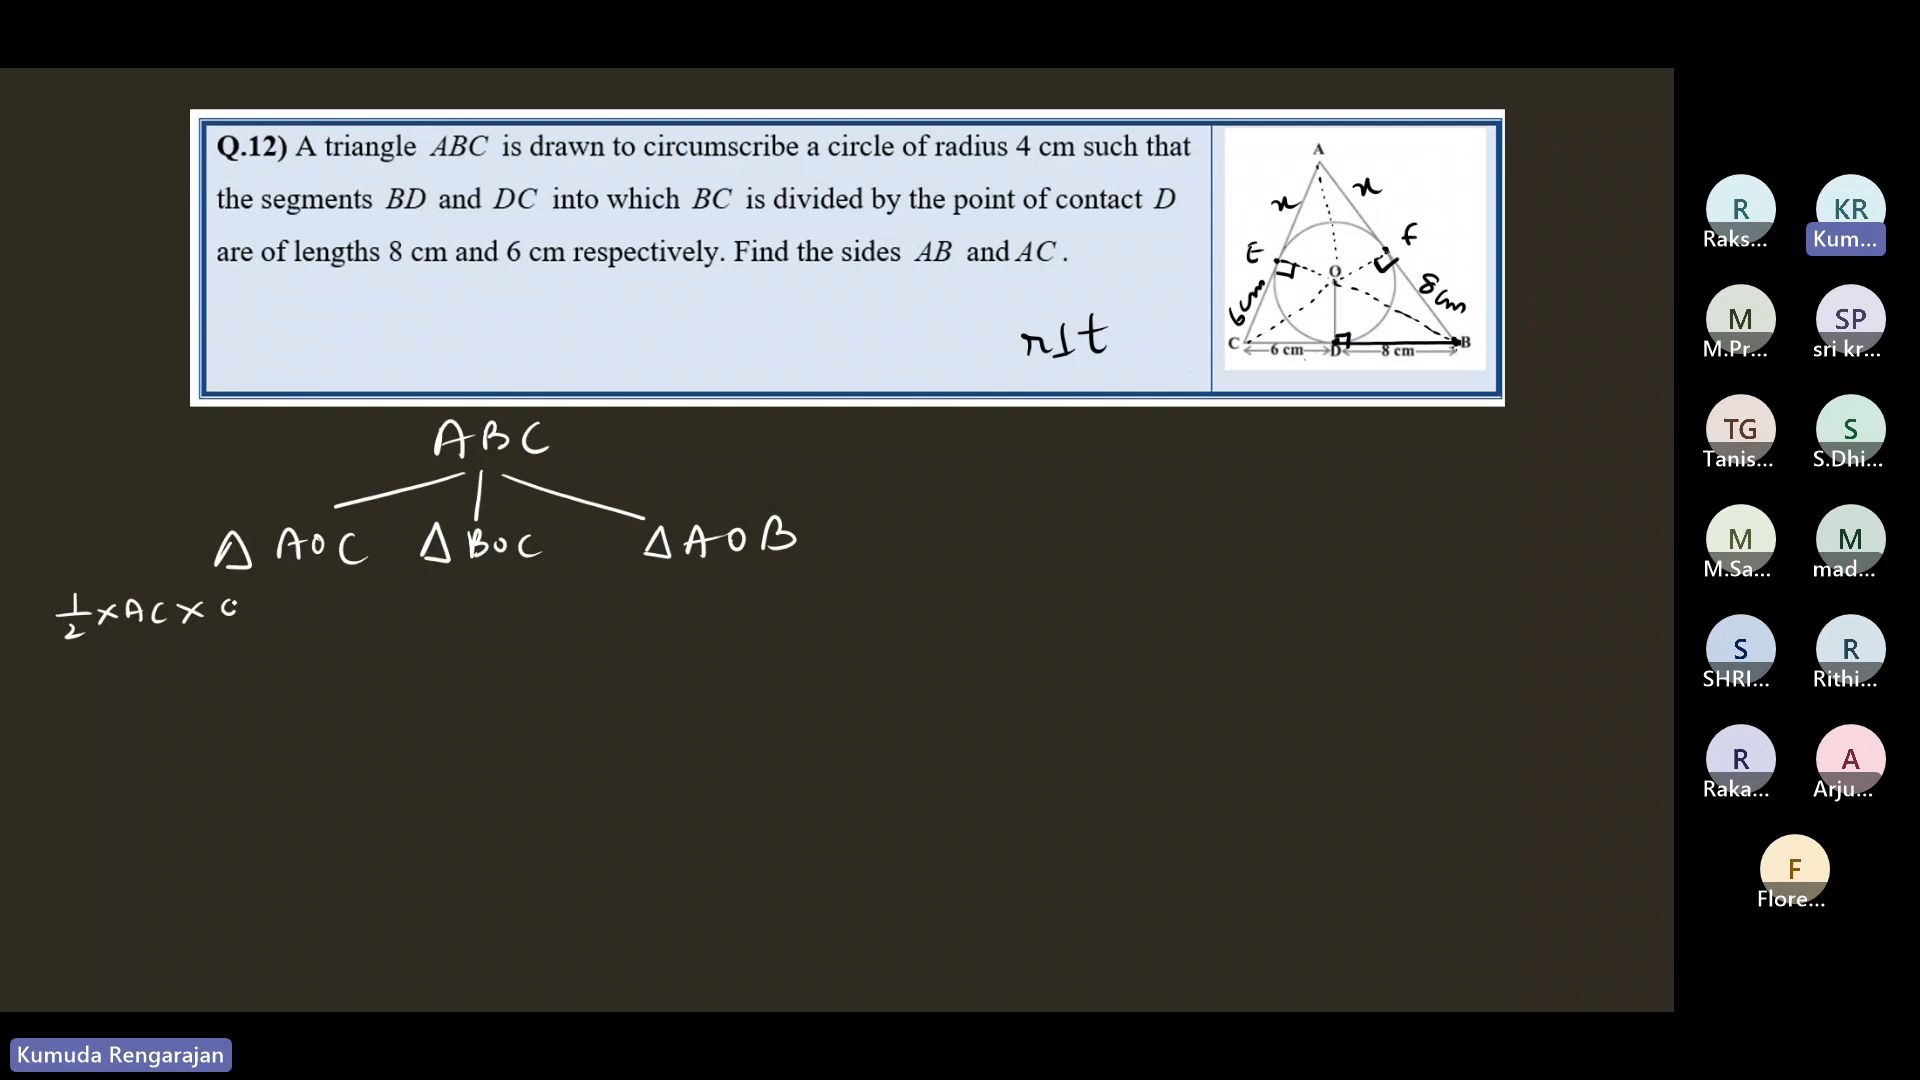 Q.12) A triangle ABC is drawn to circumscribe a circle of radius 4 cm such that
the segments BD and DC into which BC is divided by the point of contact D
are of lengths 8 cm and 6 cm respectively. Find the sides AB and AC .
r⊥t
A
x x
E F
O
6cm 8cm
C 6 cm D 8 cm B
ABC
Δ AOC Δ BOC Δ AOB
1/2 × AC ×
R
Raks...
KR
Kum...
M
M.Pr...
SP
sri kr...
TG
Tanis...
S
S.Dhi...
M
M.Sa...
M
mad...
S
SHRI...
R
Rithi...
R
Raka...
A
Arju...
F
Flore...
Kumuda Rengarajan